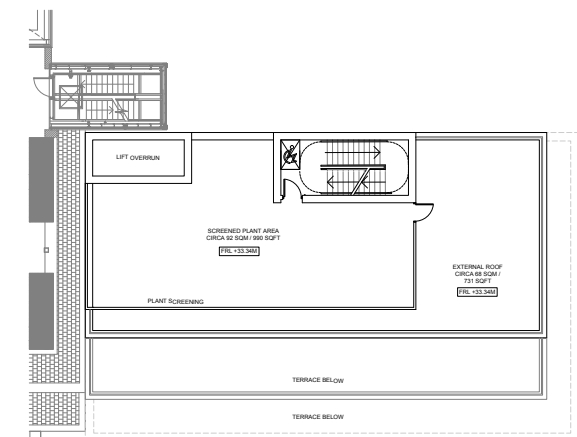 LIFT OVERRUN
SCREENED PLANT AREA
CIRCA 92 SQM / 990 SQFT
FRL +33.34M
EXTERNAL ROOF
CIRCA 68 SQM /
731 SQFT
FRL +33.34M
PLANT SCREENING
TERRACE BELOW
TERRACE BELOW